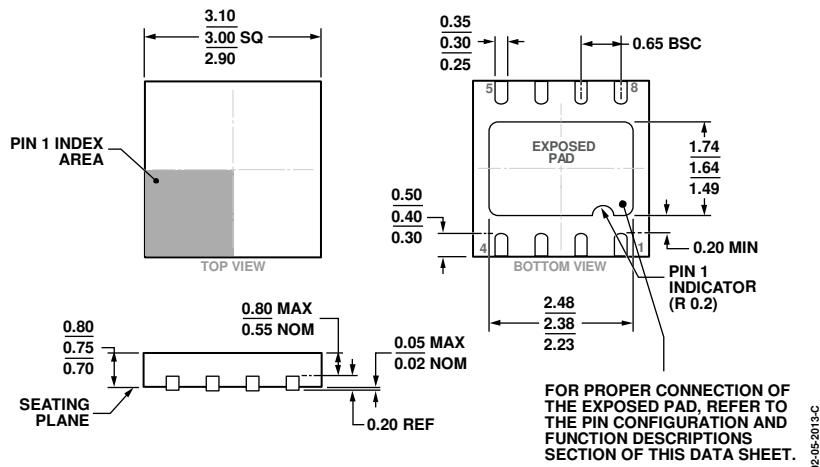 3.10
3.00 SQ
2.90
0.35
0.30
0.25
0.65 BSC
5
8
PIN 1 INDEX
AREA
EXPOSED
PAD
1.74
1.64
1.49
0.50
0.40
0.30
4
1
0.20 MIN
TOP VIEW
BOTTOM VIEW
PIN 1
INDICATOR
(R 0.2)
0.80 MAX
0.55 NOM
2.48
2.38
2.23
0.80
0.75
0.70
0.05 MAX
0.02 NOM
SEATING
PLANE
0.20 REF
FOR PROPER CONNECTION OF
THE EXPOSED PAD, REFER TO
THE PIN CONFIGURATION AND
FUNCTION DESCRIPTIONS
SECTION OF THIS DATA SHEET.
02-05-2013-C